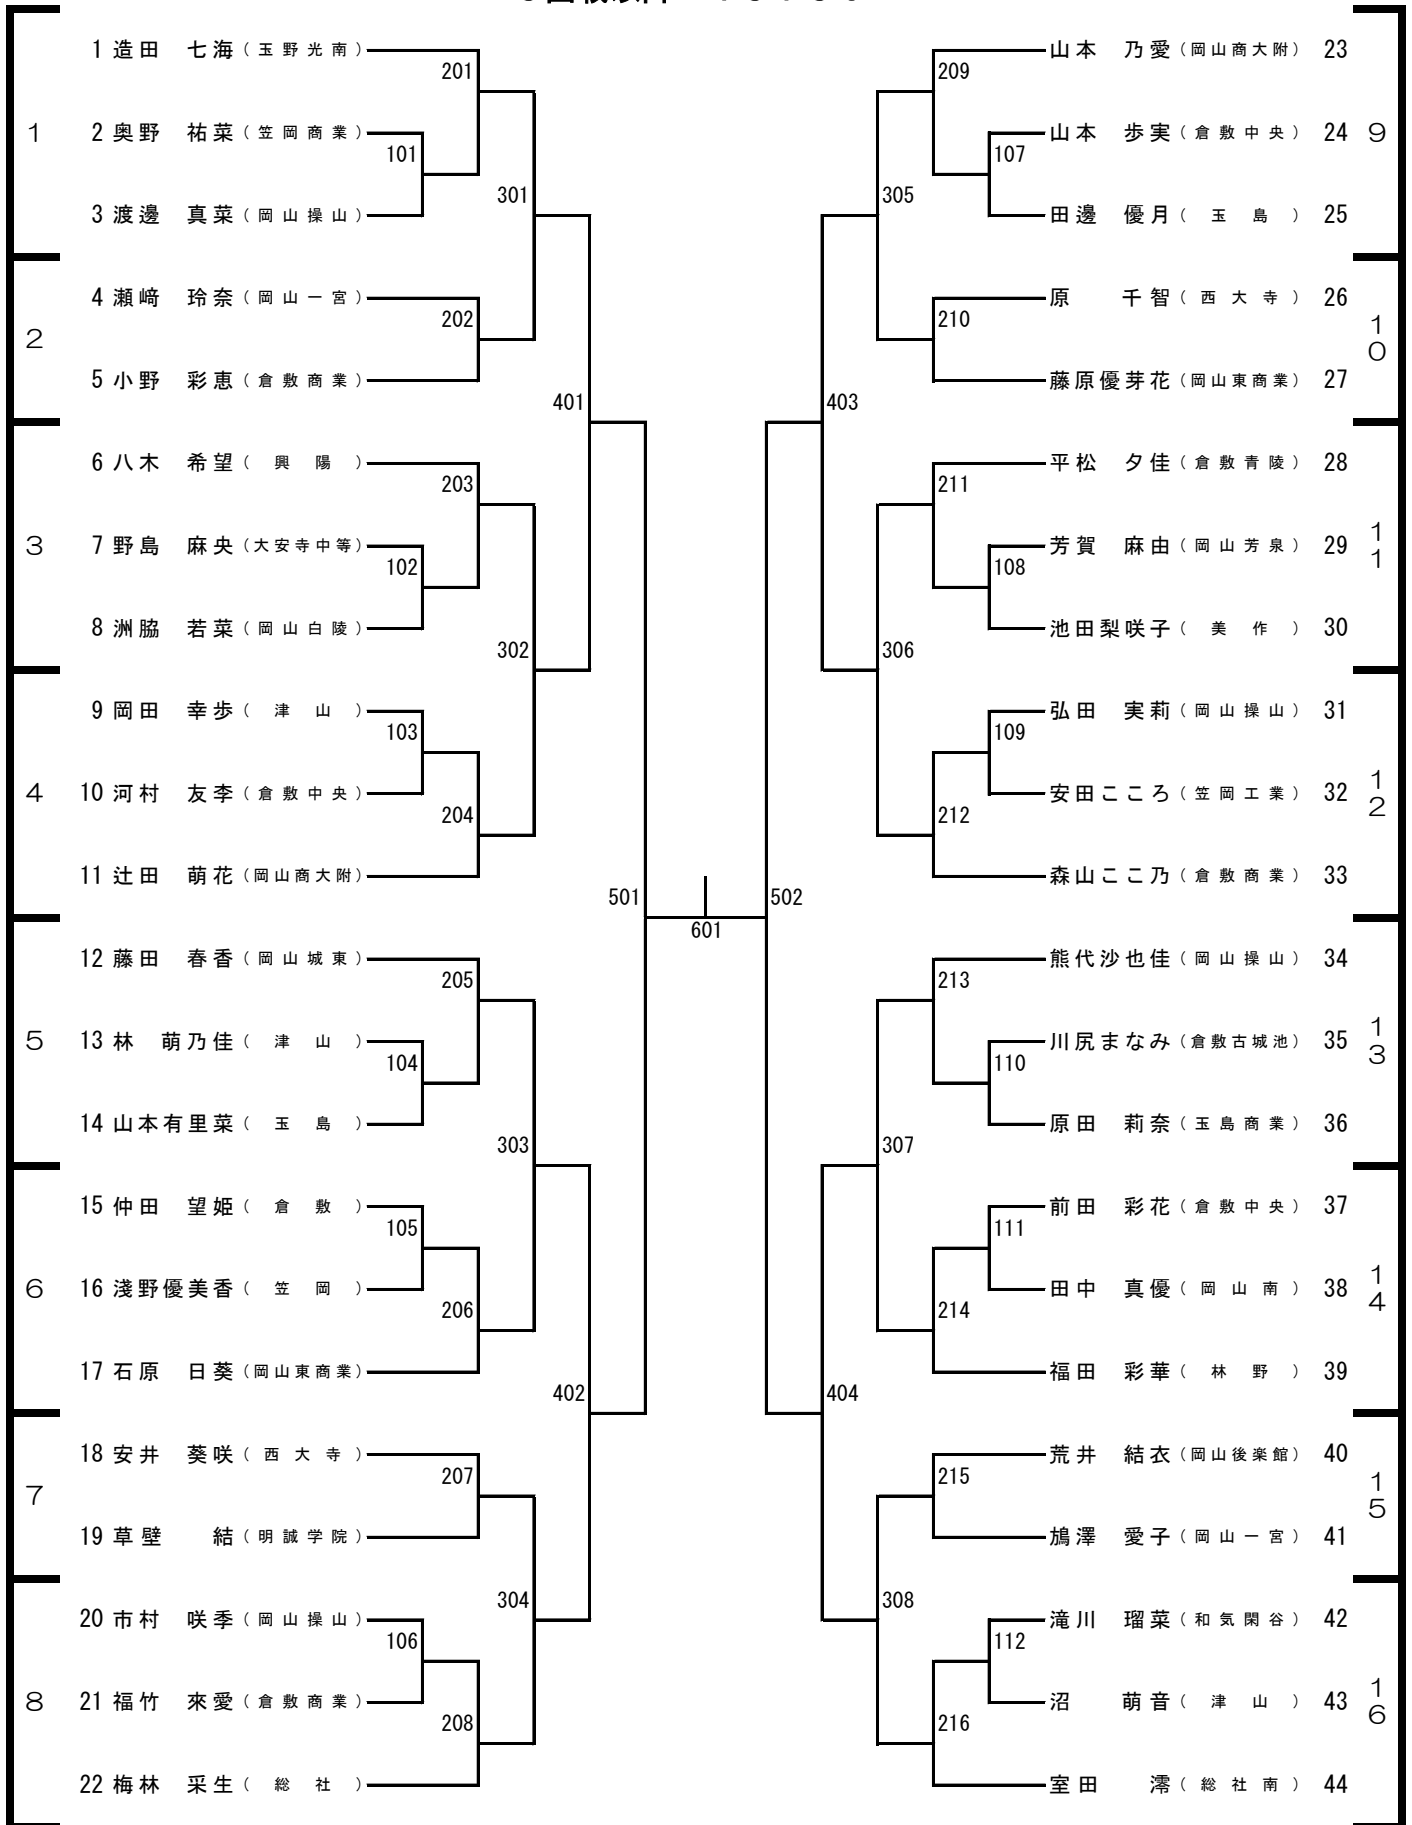 1 造田 七海（玉野光南）
201
1
2 奥野 祐菜（笠岡商業）
101
3 渡邊 真菜（岡山操山）
301
4 瀬﨑 玲奈（岡山一宮）
202
2
5 小野 彩恵（倉敷商業）
401
6 八木 希望（興陽）
203
3
7 野島 麻央（大安寺中等）
102
8 洲脇 若菜（岡山白陵）
302
9 岡田 幸歩（津山）
103
4
10 河村 友李（倉敷中央）
204
11 辻田 萌花（岡山商大附）
501
12 藤田 春香（岡山城東）
205
5
13 林 萌乃佳（津山）
104
14 山本有里菜（玉島）
303
15 仲田 望姫（倉敷）
105
6
16 淺野優美香（笠岡）
206
17 石原 日葵（岡山東商業）
402
18 安井 葵咲（西大寺）
207
7
19 草壁 結（明誠学院）
304
20 市村 咲季（岡山操山）
106
8
21 福竹 來愛（倉敷商業）
208
22 梅林 采生（総社）
601
山本 乃愛（岡山商大附） 23
209
山本 歩実（倉敷中央） 24
9
107
305
田邊 優月（玉島） 25
原 千智（西大寺） 26
210
10
藤原優芽花（岡山東商業） 27
403
平松 夕佳（倉敷青陵） 28
211
芳賀 麻由（岡山芳泉） 29
11
108
池田梨咲子（美作） 30
306
弘田 実莉（岡山操山） 31
109
安田こころ（笠岡工業） 32
12
212
森山ここ乃（倉敷商業） 33
502
熊代沙也佳（岡山操山） 34
213
川尻まなみ（倉敷古城池） 35
13
110
原田 莉奈（玉島商業） 36
307
前田 彩花（倉敷中央） 37
111
田中 真優（岡山南） 38
14
214
福田 彩華（林野） 39
404
荒井 結衣（岡山後楽館） 40
215
15
鳩澤 愛子（岡山一宮） 41
308
滝川 瑠菜（和気閑谷） 42
112
沼 萌音（津山） 43
16
216
室田 澪（総社南） 44